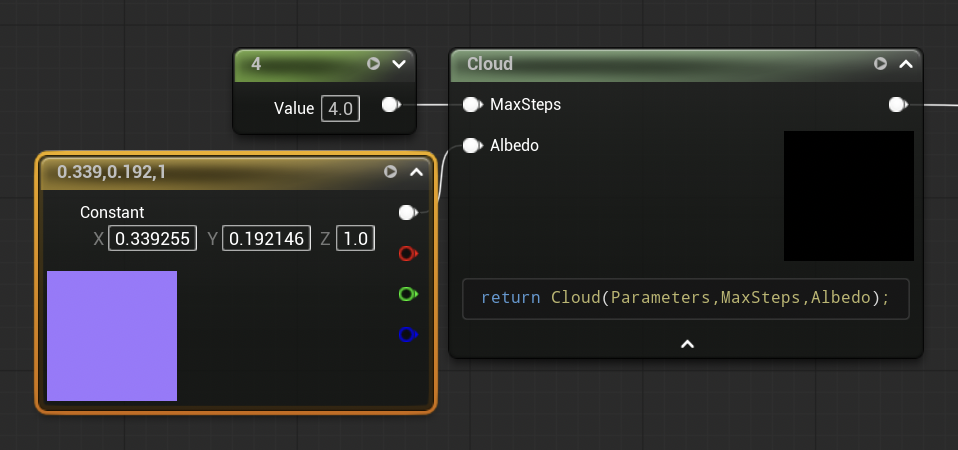 4
Value 4.0
Cloud
MaxSteps
Albedo
0.339,0.192,1
Constant
X 0.339255 Y 0.192146 Z 1.0
return Cloud(Parameters,MaxSteps,Albedo);